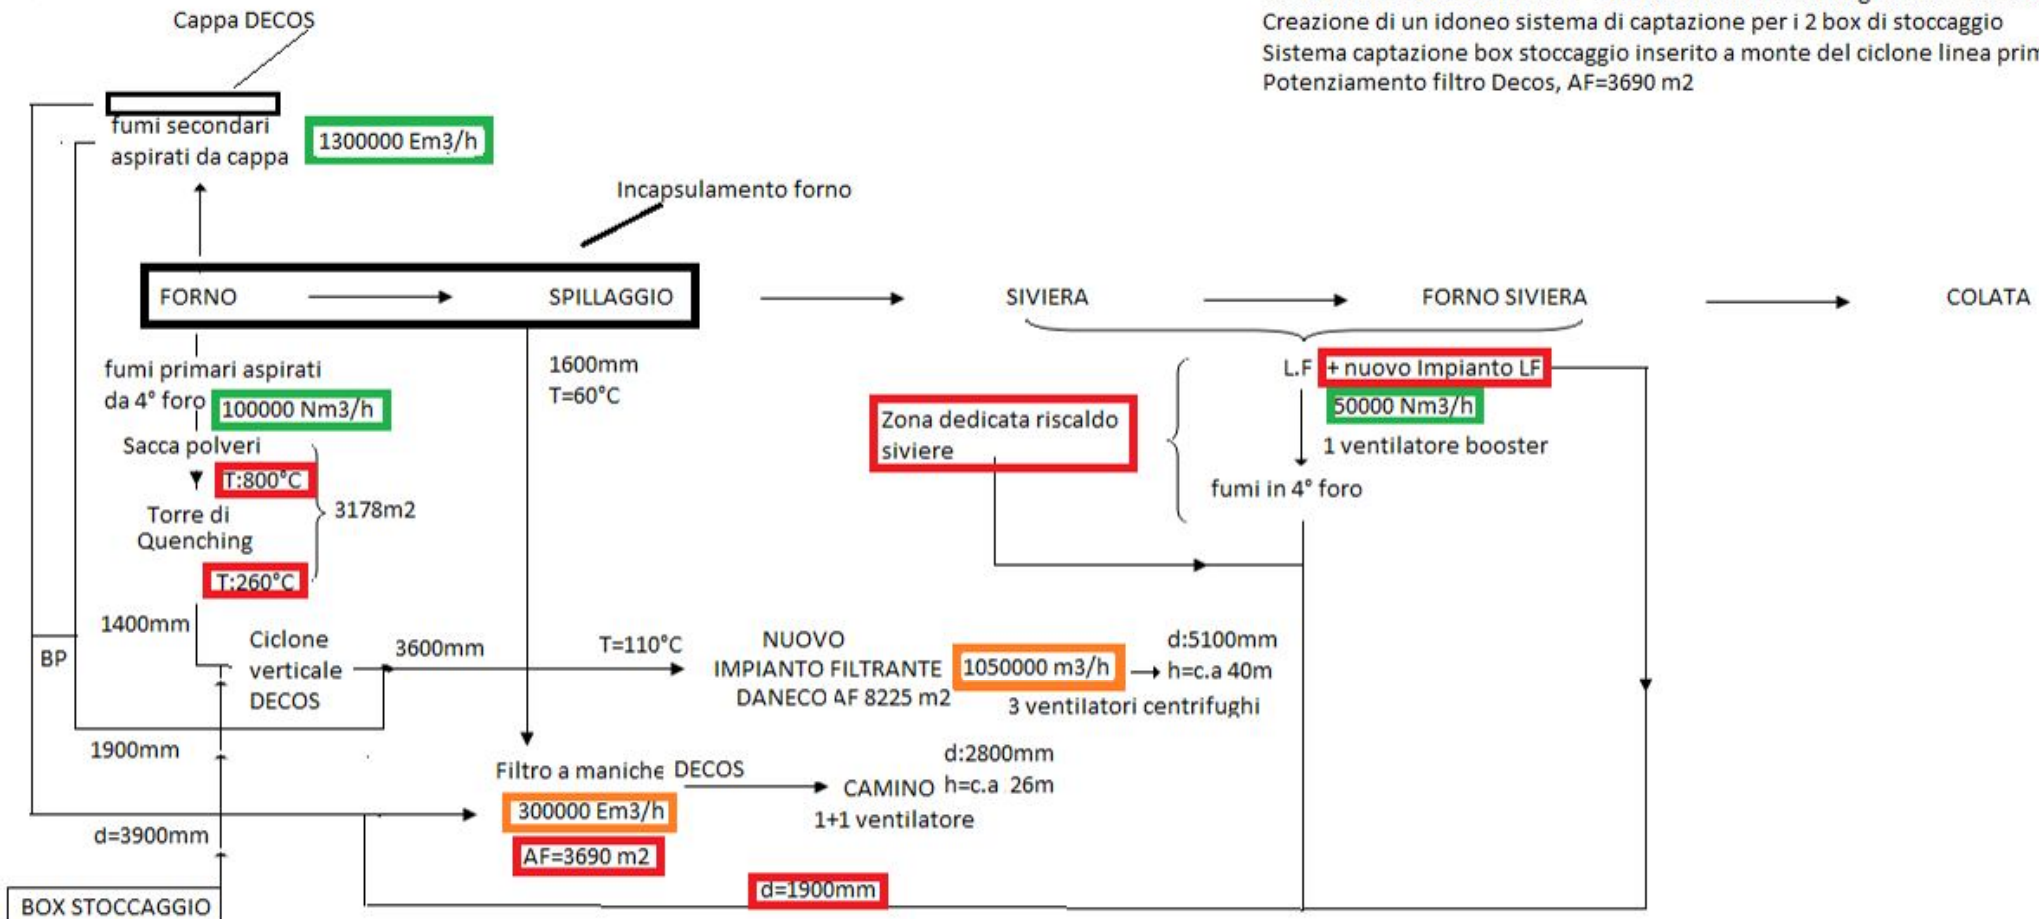 Cappa DECOS
Creazione di un idoneo sistema di captazione per i 2 box di stoccaggio
Sistema captazione box stoccaggio inserito a monte del ciclone linea prim
Potenziamento filtro Decos, AF=3690 m2
fumi secondari
aspirati da cappa
1300000 Em3/h
Incapsulamento forno
FORNO
SPILLAGGIO
SIVIERA
FORNO SIVIERA
COLATA
fumi primari aspirati
da 4° foro
100000 Nm3/h
Sacca polveri
T:800°C
Torre di
Quenching
3178m2
T:260°C
1600mm
T=60°C
Zona dedicata riscaldo
siviere
L.F
+ nuovo Impianto LF
50000 Nm3/h
1 ventilatore booster
fumi in 4° foro
1400mm
Ciclone
verticale
DECOS
BP
3600mm
T=110°C
NUOVO
IMPIANTO FILTRANTE
DANECO AF 8225 m2
1050000 m3/h
d:5100mm
h=c.a 40m
3 ventilatori centrifughi
1900mm
Filtro a maniche DECOS
300000 Em3/h
AF=3690 m2
CAMINO
d:2800mm
h=c.a 26m
1+1 ventilatore
d=3900mm
d=1900mm
BOX STOCCAGGIO